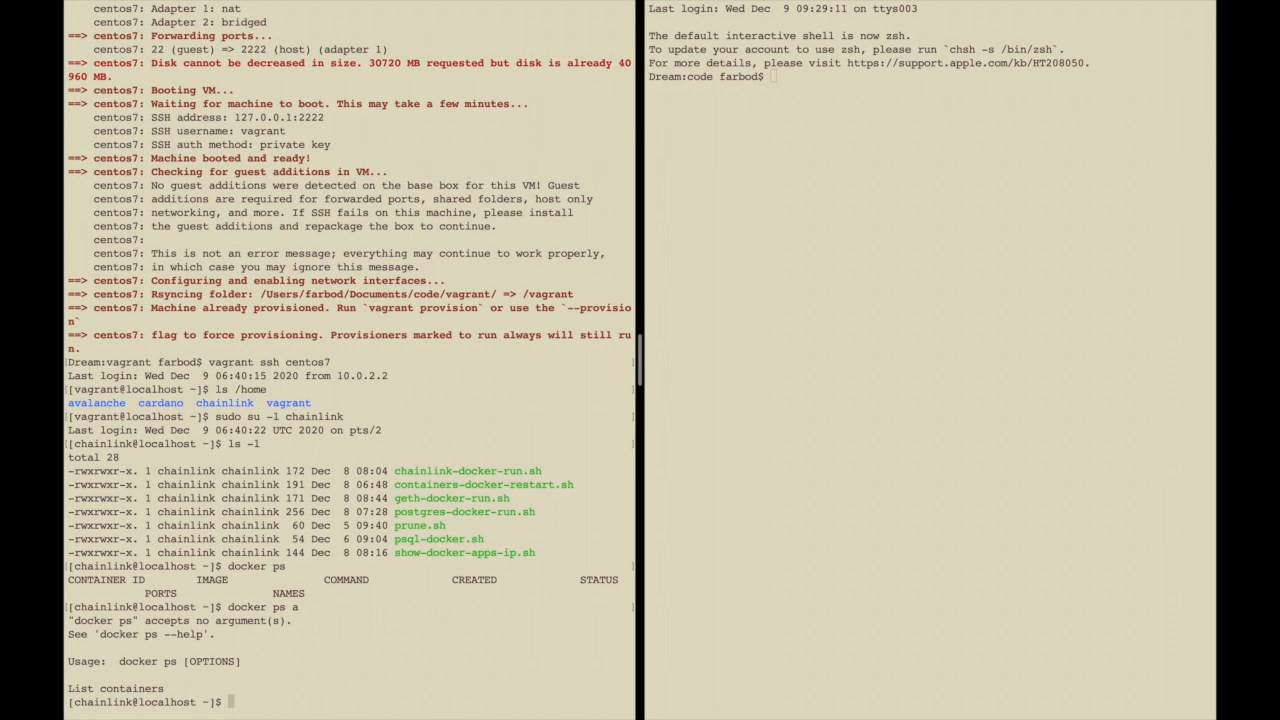 centos7: Adapter 1: nat
centos7: Adapter 2: bridged
==> centos7: Forwarding ports...
centos7: 22 (guest) => 2222 (host) (adapter 1)
==> centos7: Disk cannot be decreased in size. 30720 MB requested but disk is already 40
960 MB.
==> centos7: Booting VM...
==> centos7: Waiting for machine to boot. This may take a few minutes...
centos7: SSH address: 127.0.0.1:2222
centos7: SSH username: vagrant
centos7: SSH auth method: private key
==> centos7: Machine booted and ready!
==> centos7: Checking for guest additions in VM...
centos7: No guest additions were detected on the base box for this VM! Guest
centos7: additions are required for forwarded ports, shared folders, host only
centos7: networking, and more. If SSH fails on this machine, please install
centos7: the guest additions and repackage the box to continue.
centos7:
centos7: This is not an error message; everything may continue to work properly,
centos7: in which case you may ignore this message.
==> centos7: Configuring and enabling network interfaces...
==> centos7: Rsyncing folder: /Users/farbod/Documents/code/vagrant/ => /vagrant
==> centos7: Machine already provisioned. Run `vagrant provision` or use the `--provisio
n`
==> centos7: flag to force provisioning. Provisioners marked to run always will still ru
n.
[Dream:vagrant farbod$ vagrant ssh centos7 ]
Last login: Wed Dec  9 06:40:15 2020 from 10.0.2.2
[[vagrant@localhost ~]$ ls /home ]
avalanche  cardano  chainlink  vagrant
[[vagrant@localhost ~]$ sudo su -l chainlink ]
Last login: Wed Dec  9 06:40:22 UTC 2020 on pts/2
[[chainlink@localhost ~]$ ls -l ]
total 28
-rwxrwxr-x. 1 chainlink chainlink 172 Dec  8 08:04 chainlink-docker-run.sh
-rwxrwxr-x. 1 chainlink chainlink 191 Dec  8 06:48 containers-docker-restart.sh
-rwxrwxr-x. 1 chainlink chainlink 171 Dec  8 08:44 geth-docker-run.sh
-rwxrwxr-x. 1 chainlink chainlink 256 Dec  8 07:28 postgres-docker-run.sh
-rwxrwxr-x. 1 chainlink chainlink  60 Dec  5 09:40 prune.sh
-rwxrwxr-x. 1 chainlink chainlink  54 Dec  6 09:04 psql-docker.sh
-rwxrwxr-x. 1 chainlink chainlink 144 Dec  8 08:16 show-docker-apps-ip.sh
[[chainlink@localhost ~]$ docker ps ]
CONTAINER ID        IMAGE               COMMAND             CREATED             STATUS
PORTS               NAMES
[[chainlink@localhost ~]$ docker ps a ]
"docker ps" accepts no argument(s).
See 'docker ps --help'.
Usage:  docker ps [OPTIONS]
List containers
[chainlink@localhost ~]$
Last login: Wed Dec  9 09:29:11 on ttys003
The default interactive shell is now zsh.
To update your account to use zsh, please run `chsh -s /bin/zsh`.
For more details, please visit https://support.apple.com/kb/HT208050.
Dream:code farbod$